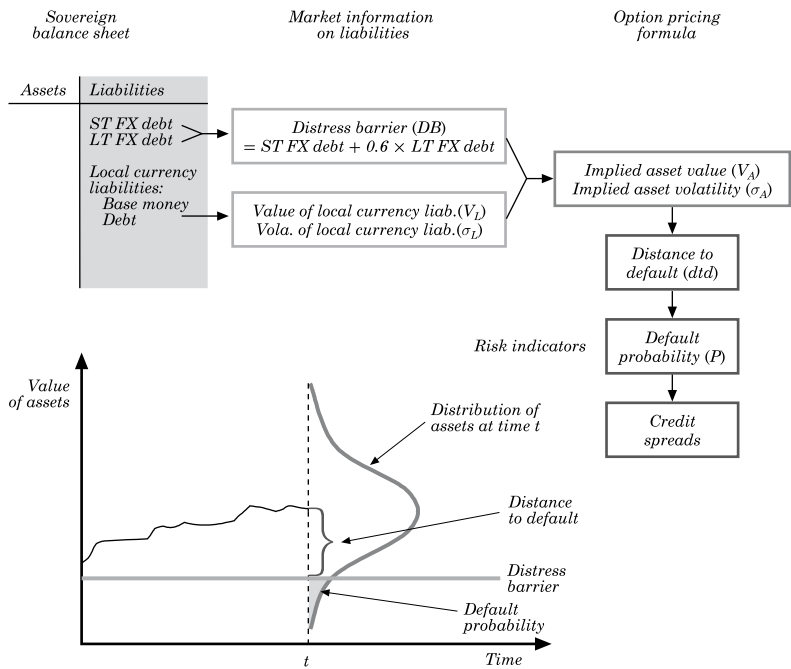 Sovereign
balance sheet
Market information
on liabilities
Option pricing
formula
Assets
Liabilities
ST FX debt
LT FX debt
Local currency
liabilities:
Base money
Debt
Distress barrier (DB)
= ST FX debt + 0.6 × LT FX debt
Value of local currency liab.(V_L)
Vola. of local currency liab.(σ_L)
Implied asset value (V_A)
Implied asset volatility (σ_A)
Distance to
default (dtd)
Risk indicators
Default
probability (P)
Credit
spreads
Value
of assets
Distribution of
assets at time t
Distance
to default
Distress
barrier
Default
probability
t
Time